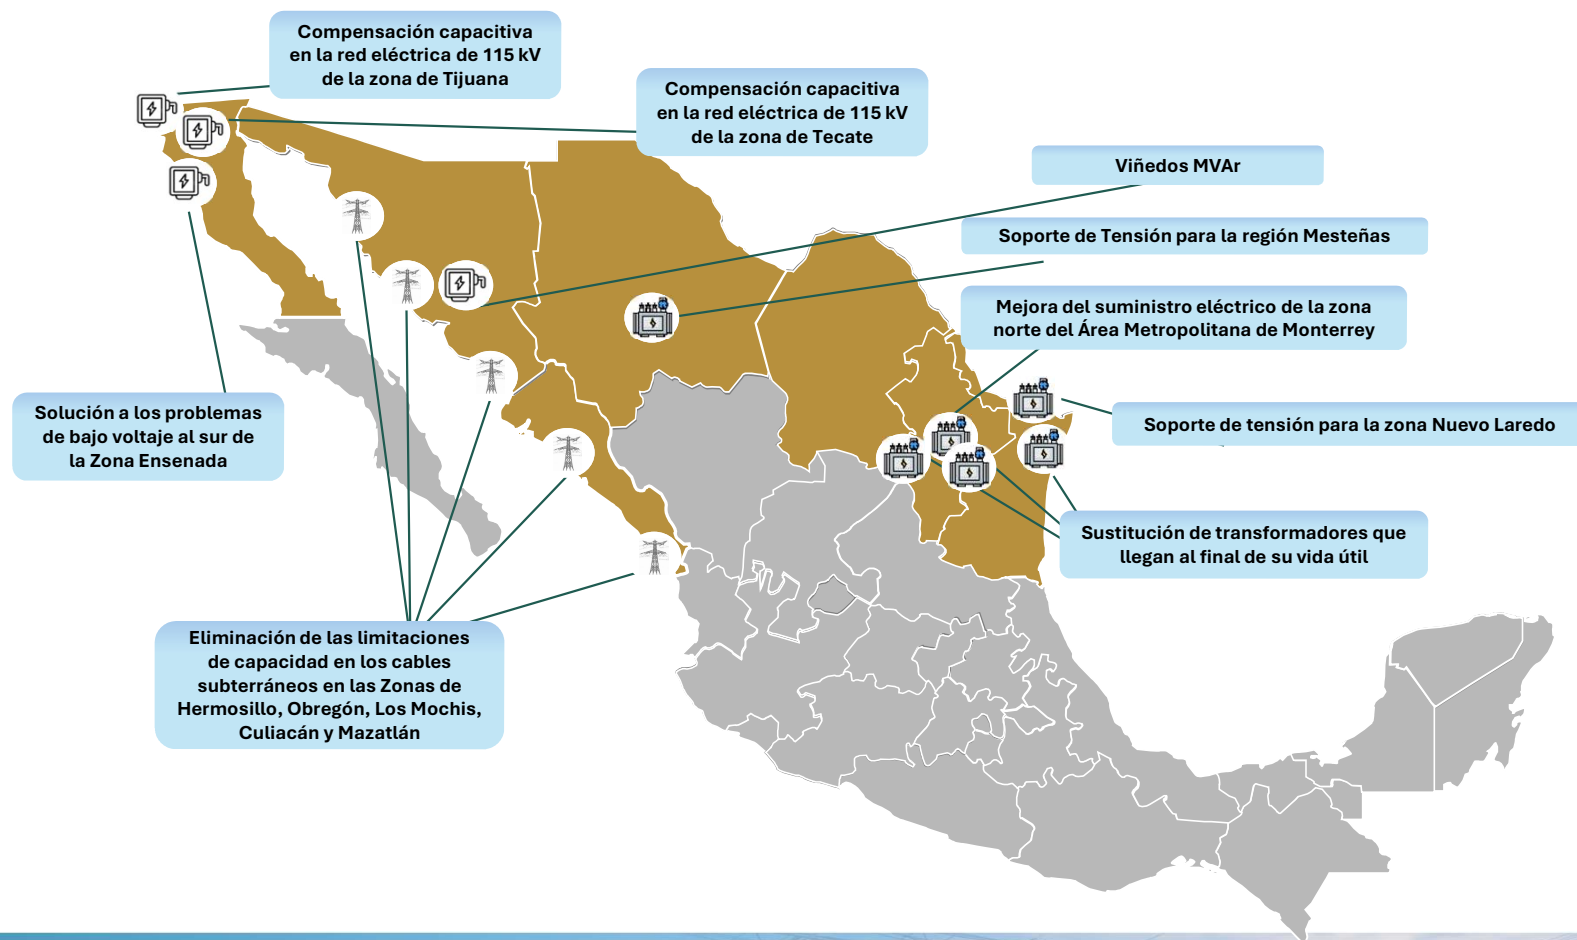 Compensación capacitiva
en la red eléctrica de 115 kV
de la zona de Tijuana
Compensación capacitiva
en la red eléctrica de 115 kV
de la zona de Tecate
Viñedos MVAr
Soporte de Tensión para la región Mesteñas
Mejora del suministro eléctrico de la zona
norte del Área Metropolitana de Monterrey
Solución a los problemas
de bajo voltaje al sur de
la Zona Ensenada
Soporte de tensión para la zona Nuevo Laredo
Sustitución de transformadores que
llegan al final de su vida útil
Eliminación de las limitaciones
de capacidad en los cables
subterráneos en las Zonas de
Hermosillo, Obregón, Los Mochis,
Culiacán y Mazatlán